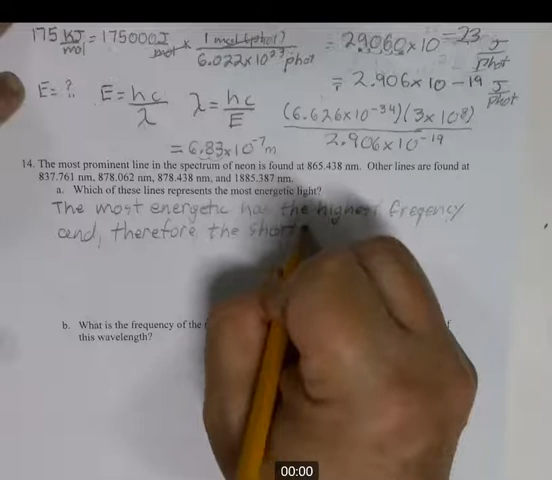 175 KJ/mol = 175000J/mol × 1 mol (phot)/6.022×10²³ phot = 29,060 × 10 -23 J/phot
= 2.906 × 10 -19 J/phot
E=? E = hc/λ λ = hc/E (6.626×10⁻³⁴)(3×10⁸)/2.906×10⁻¹⁹
= 6.83×10⁻⁷m
14. The most prominent line in the spectrum of neon is found at 865.438 nm. Other lines are found at
837.761 nm, 878.062 nm, 878.438 nm, and 1885.387 nm.
a. Which of these lines represents the most energetic light?
The most energetic has the highest freqency
and, therefore the short
b. What is the frequency of the
this wavelength?
00:00